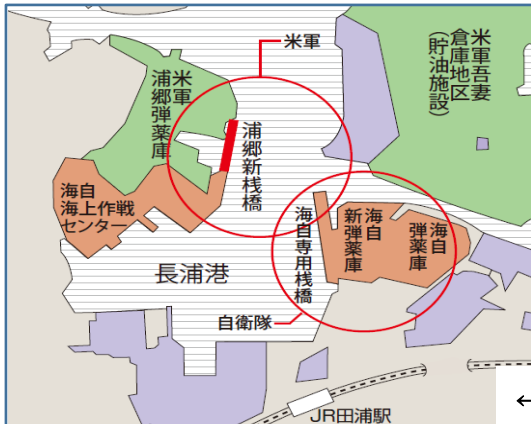 米軍
米軍
浦郷弾薬庫
浦郷新桟橋
米軍吾妻
倉庫地区
(貯油施設)
海自
海上作戦
センター
長浦港
海自専用桟橋
海自
新弾薬庫
海自
弾薬庫
自衛隊
JR田浦駅
←